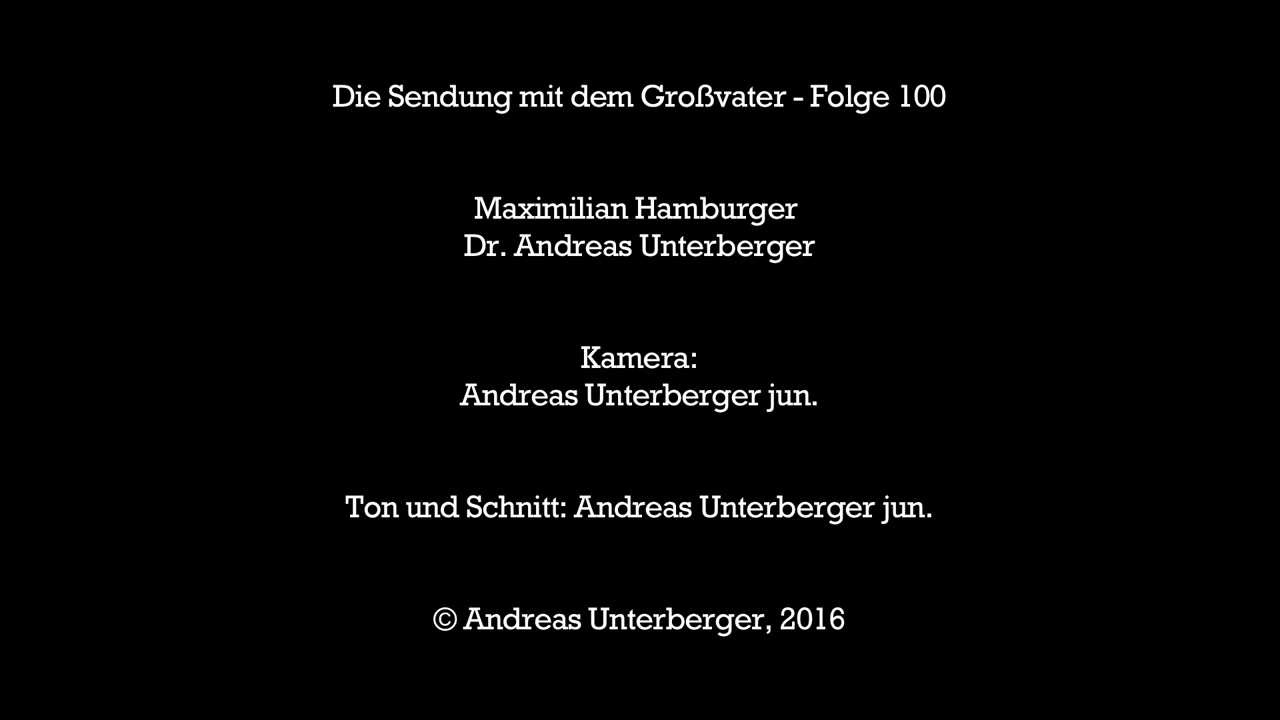 Die Sendung mit dem Großvater - Folge 100
Maximilian Hamburger
Dr. Andreas Unterberger
Kamera:
Andreas Unterberger jun.
Ton und Schnitt: Andreas Unterberger jun.
© Andreas Unterberger, 2016